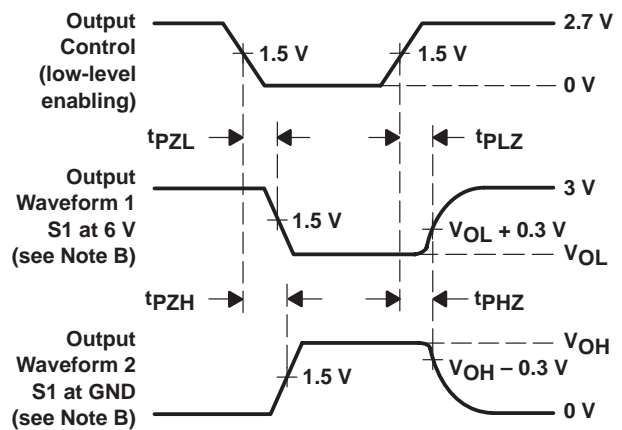 Output
Control
(low-level
enabling)
2.7 V
1.5 V
1.5 V
0 V
tPZL
tPLZ
Output
Waveform 1
S1 at 6 V
(see Note B)
3 V
1.5 V
VOL + 0.3 V
VOL
tPZH
tPHZ
Output
Waveform 2
S1 at GND
(see Note B)
VOH
1.5 V
VOH – 0.3 V
0 V